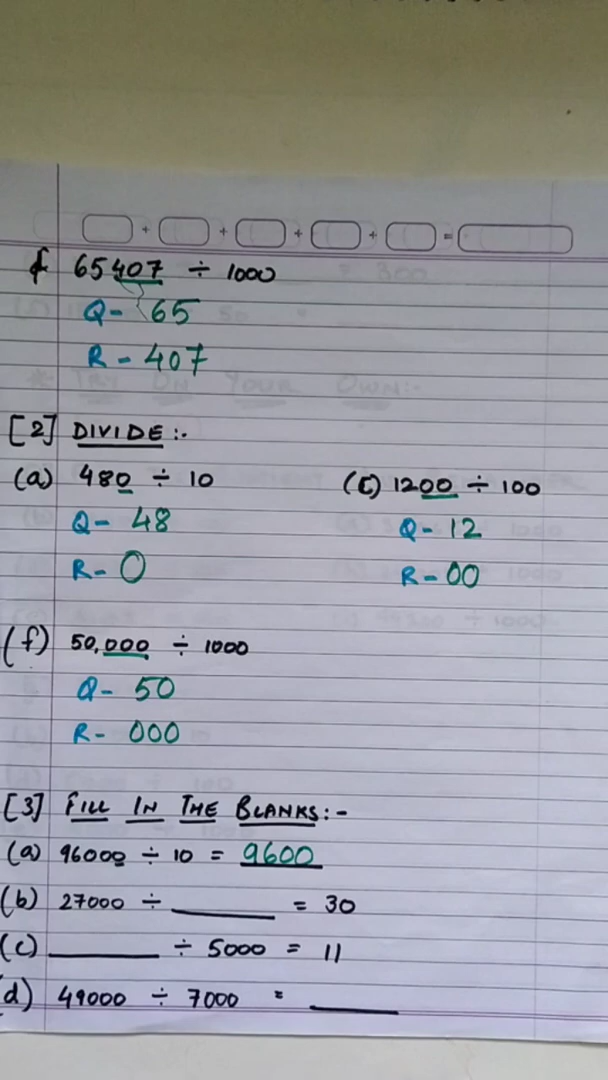 + + + + =
f 65407 ÷ 1000
Q- 65
R- 407
[2] DIVIDE:-
(a) 480 ÷ 10
Q- 48
R- 0
(c) 1200 ÷ 100
Q- 12
R- 00
(f) 50,000 ÷ 1000
Q- 50
R- 000
[3] FILL IN THE BLANKS:-
(a) 96000 ÷ 10 = 9600
(b) 27000 ÷ ______ = 30
(c) ______ ÷ 5000 = 11
(d) 49000 ÷ 7000 = ______